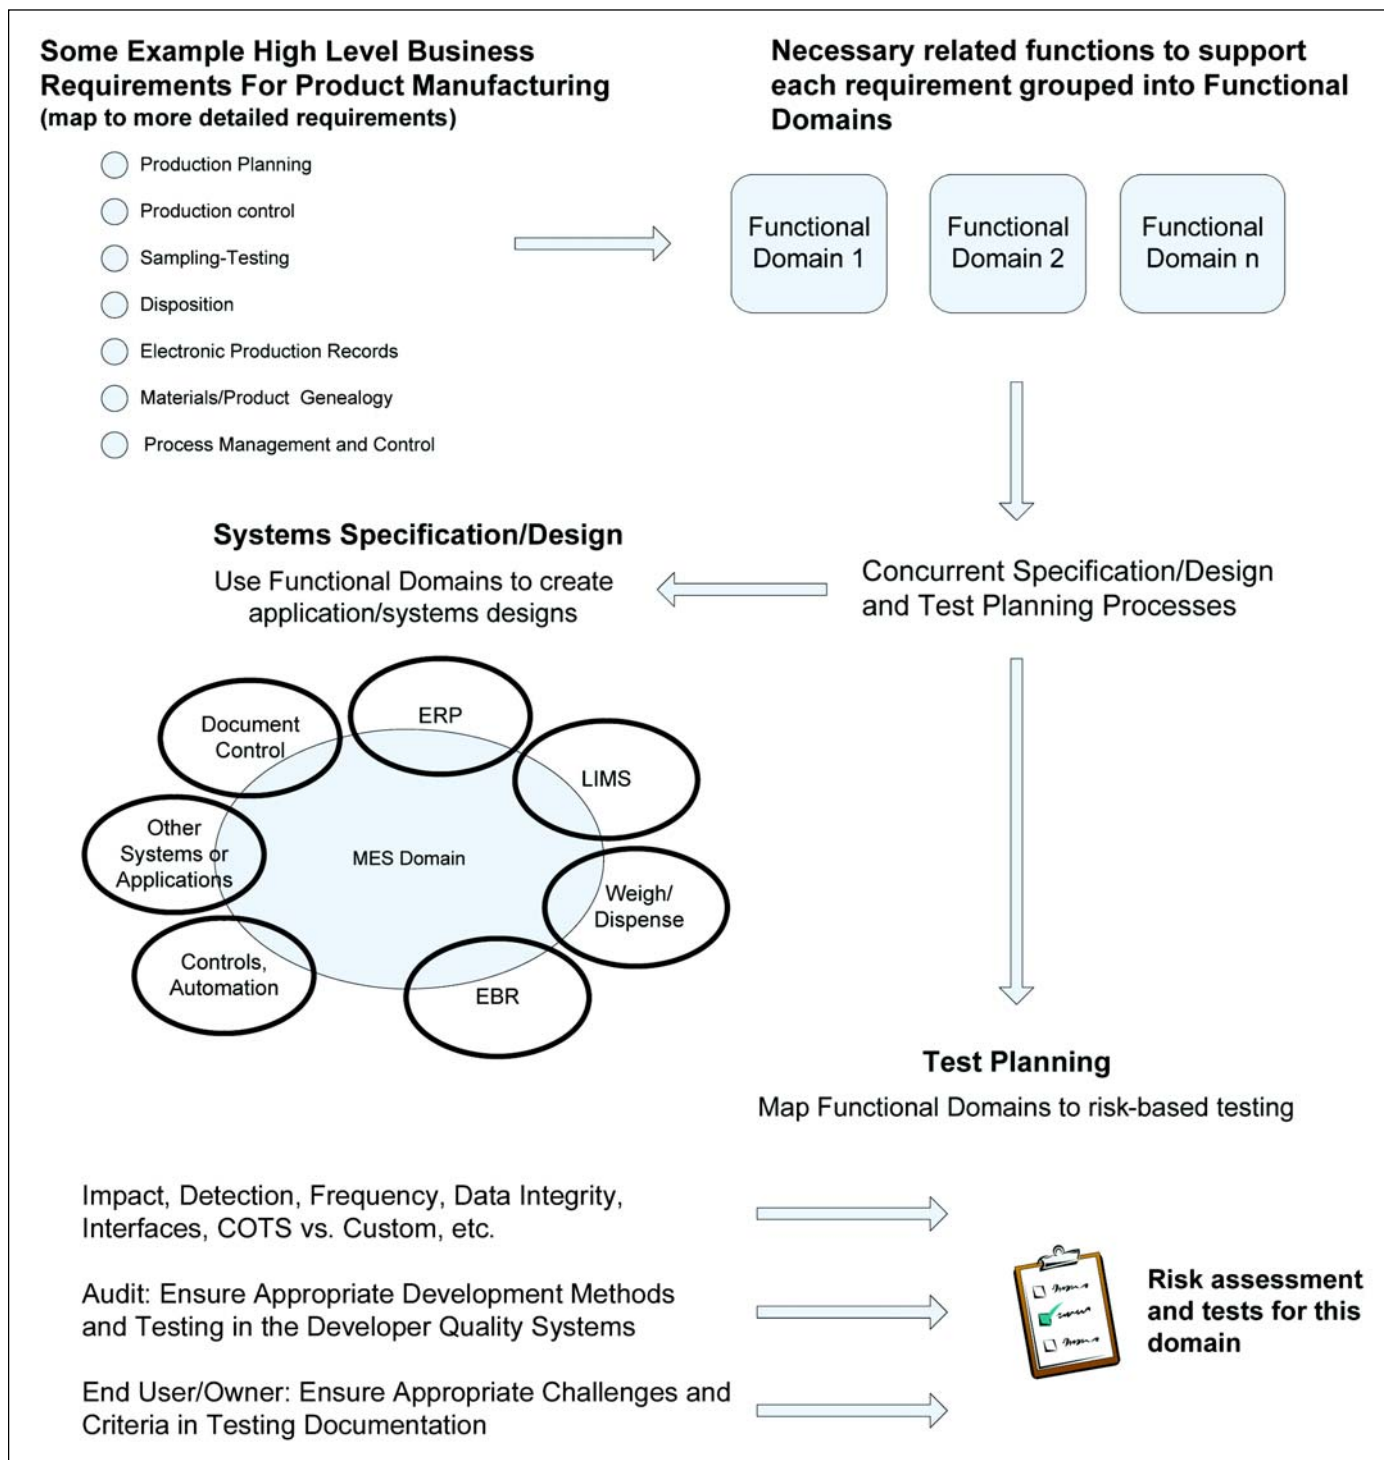 Some Example High Level Business
Requirements For Product Manufacturing
(map to more detailed requirements)
Production Planning
Production control
Sampling-Testing
Disposition
Electronic Production Records
Materials/Product Genealogy
Process Management and Control
Necessary related functions to support
each requirement grouped into Functional
Domains
Functional
Domain 1
Functional
Domain 2
Functional
Domain n
Concurrent Specification/Design
and Test Planning Processes
Systems Specification/Design
Use Functional Domains to create
application/systems designs
Document
Control
ERP
LIMS
Other
Systems or
Applications
MES Domain
Weigh/
Dispense
Controls,
Automation
EBR
Test Planning
Map Functional Domains to risk-based testing
Impact, Detection, Frequency, Data Integrity,
Interfaces, COTS vs. Custom, etc.
Audit: Ensure Appropriate Development Methods
and Testing in the Developer Quality Systems
End User/Owner: Ensure Appropriate Challenges and
Criteria in Testing Documentation
Risk assessment
and tests for this
domain